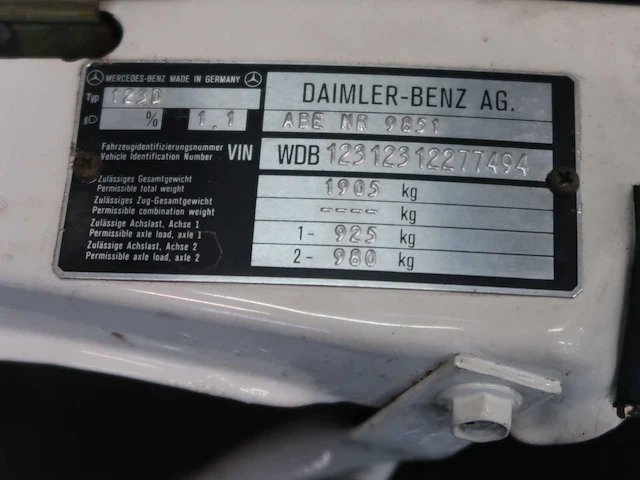 MERCEDES-BENZ MADE IN GERMANY
Typ 123D
% 1.1
DAIMLER-BENZ AG.
ABE NR 9851
Fahrzeugidentifizierungsnummer
Vehicle Identification Number VIN
WDB 12312312277494
Zulässiges Gesamtgewicht
Permissible total weight
1905 kg
Zulässiges Zug-Gesamtgewicht
Permissible combination weight
---- kg
Zulässige Achslast, Achse 1
Permissible axle load, axle 1
1- 925 kg
Zulässige Achslast, Achse 2
Permissible axle load, axle 2
2- 980 kg